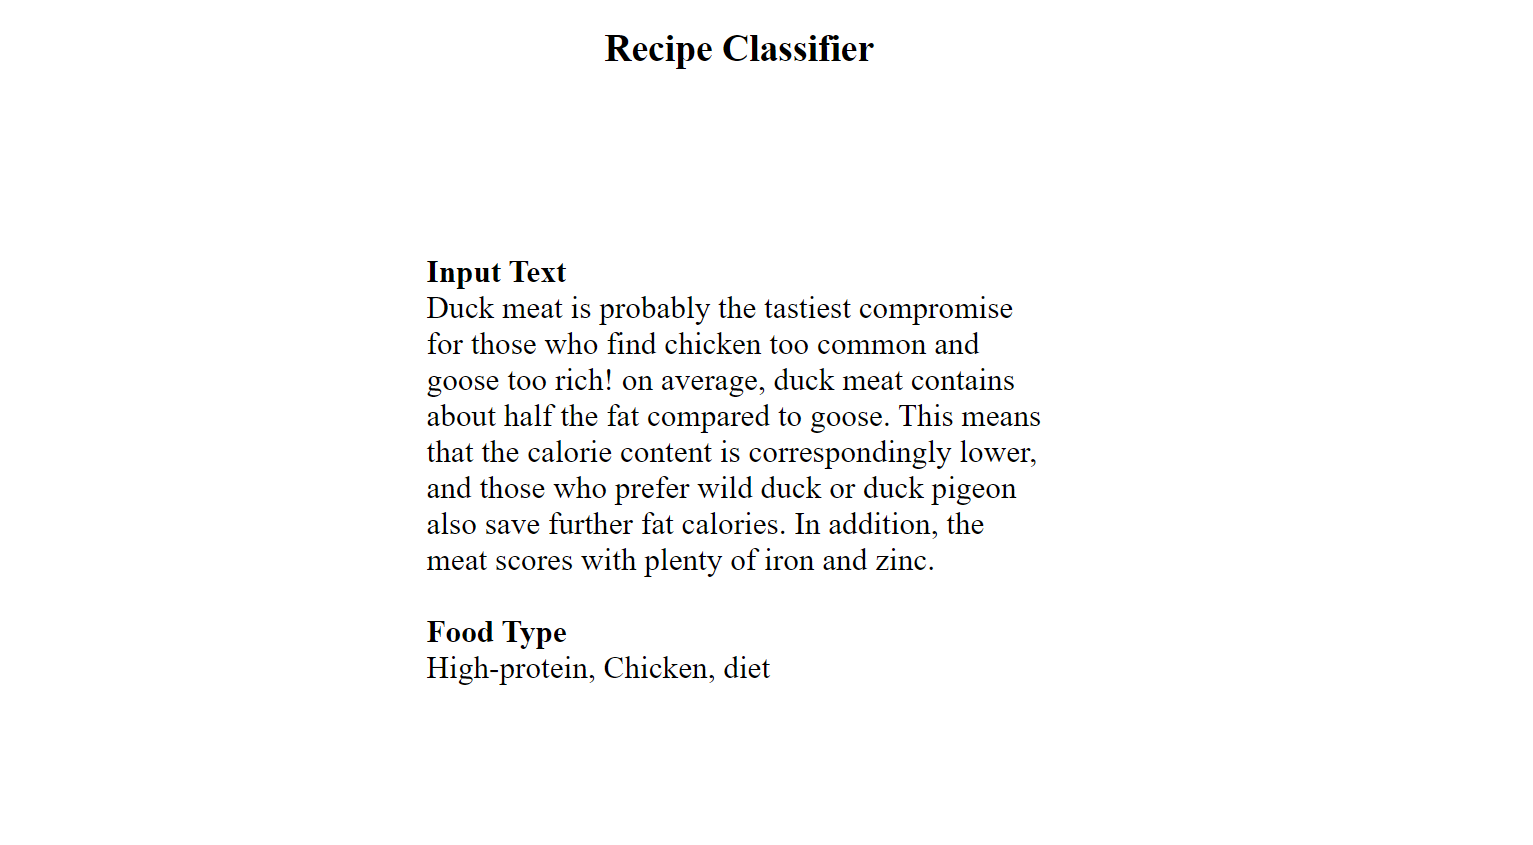 Recipe Classifier
Input Text
Duck meat is probably the tastiest compromise
for those who find chicken too common and
goose too rich! on average, duck meat contains
about half the fat compared to goose. This means
that the calorie content is correspondingly lower,
and those who prefer wild duck or duck pigeon
also save further fat calories. In addition, the
meat scores with plenty of iron and zinc.
Food Type
High-protein, Chicken, diet